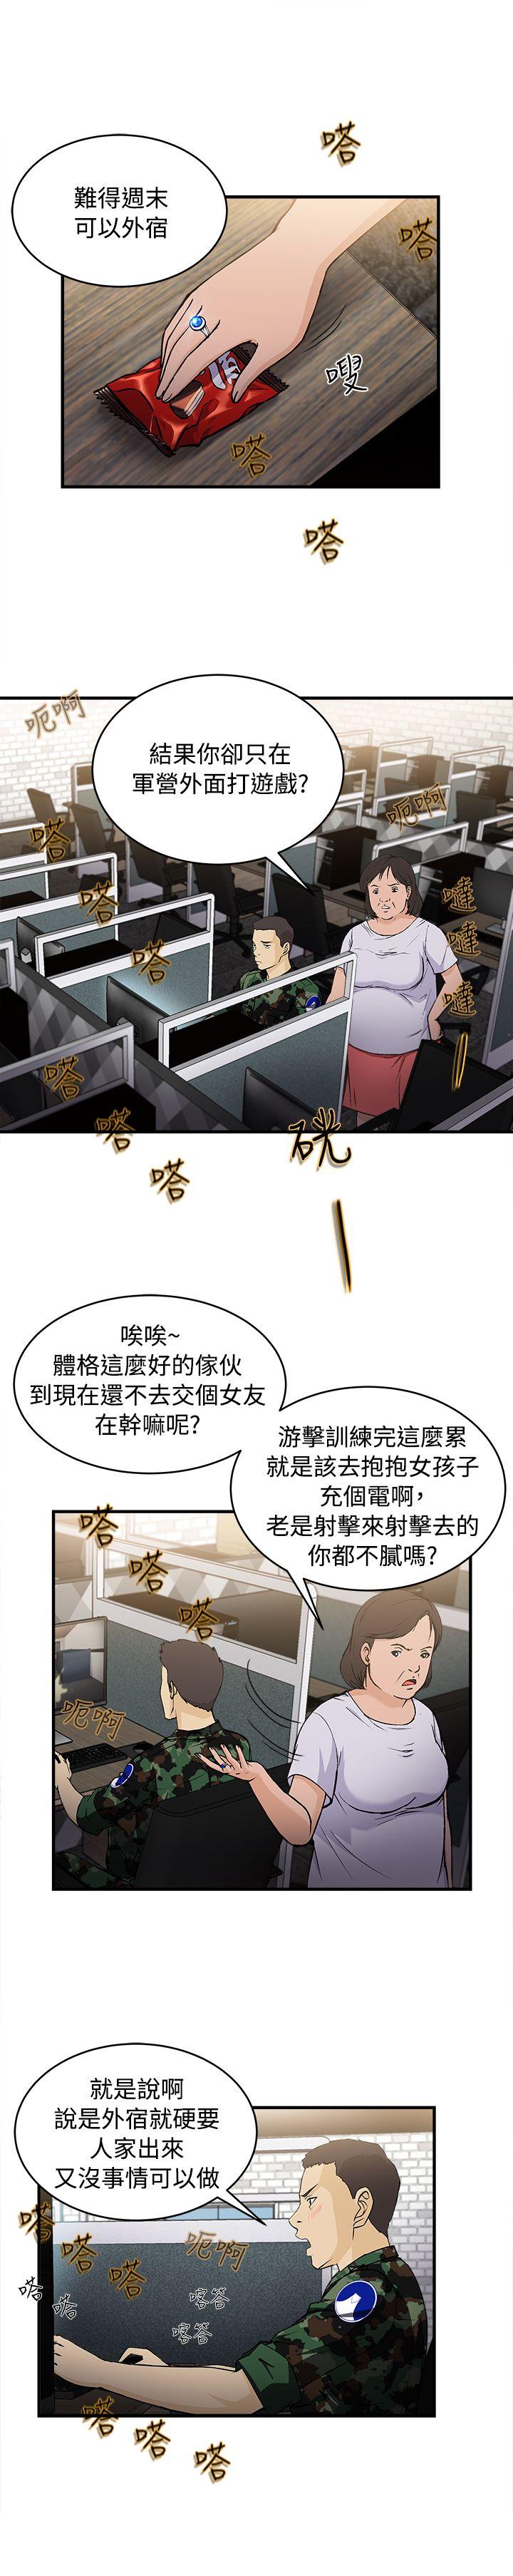 嗒
難得週末
可以外宿
嗒
嗖
嗒
嗒
呃啊
結果你卻只在
軍營外面打遊戲?
呃啊
嗒
嗒
嗒
噠
噠
噠
嗒
嗒
嗒
硄
唉唉~
體格這麼好的傢伙
到現在還不去交個女友
在幹嘛呢?
游擊訓練完這麼累
就是該去抱抱女孩子
充個電啊,
老是射擊來射擊去的
你都不膩嗎?
嗒
嗒
嗒
呃啊
就是說啊
說是外宿就硬要
人家出來
又沒事情可以做
嗒
嗒
嗒
呃啊
嗒
嗒
喀答
喀答
嗒
嗒
嗒